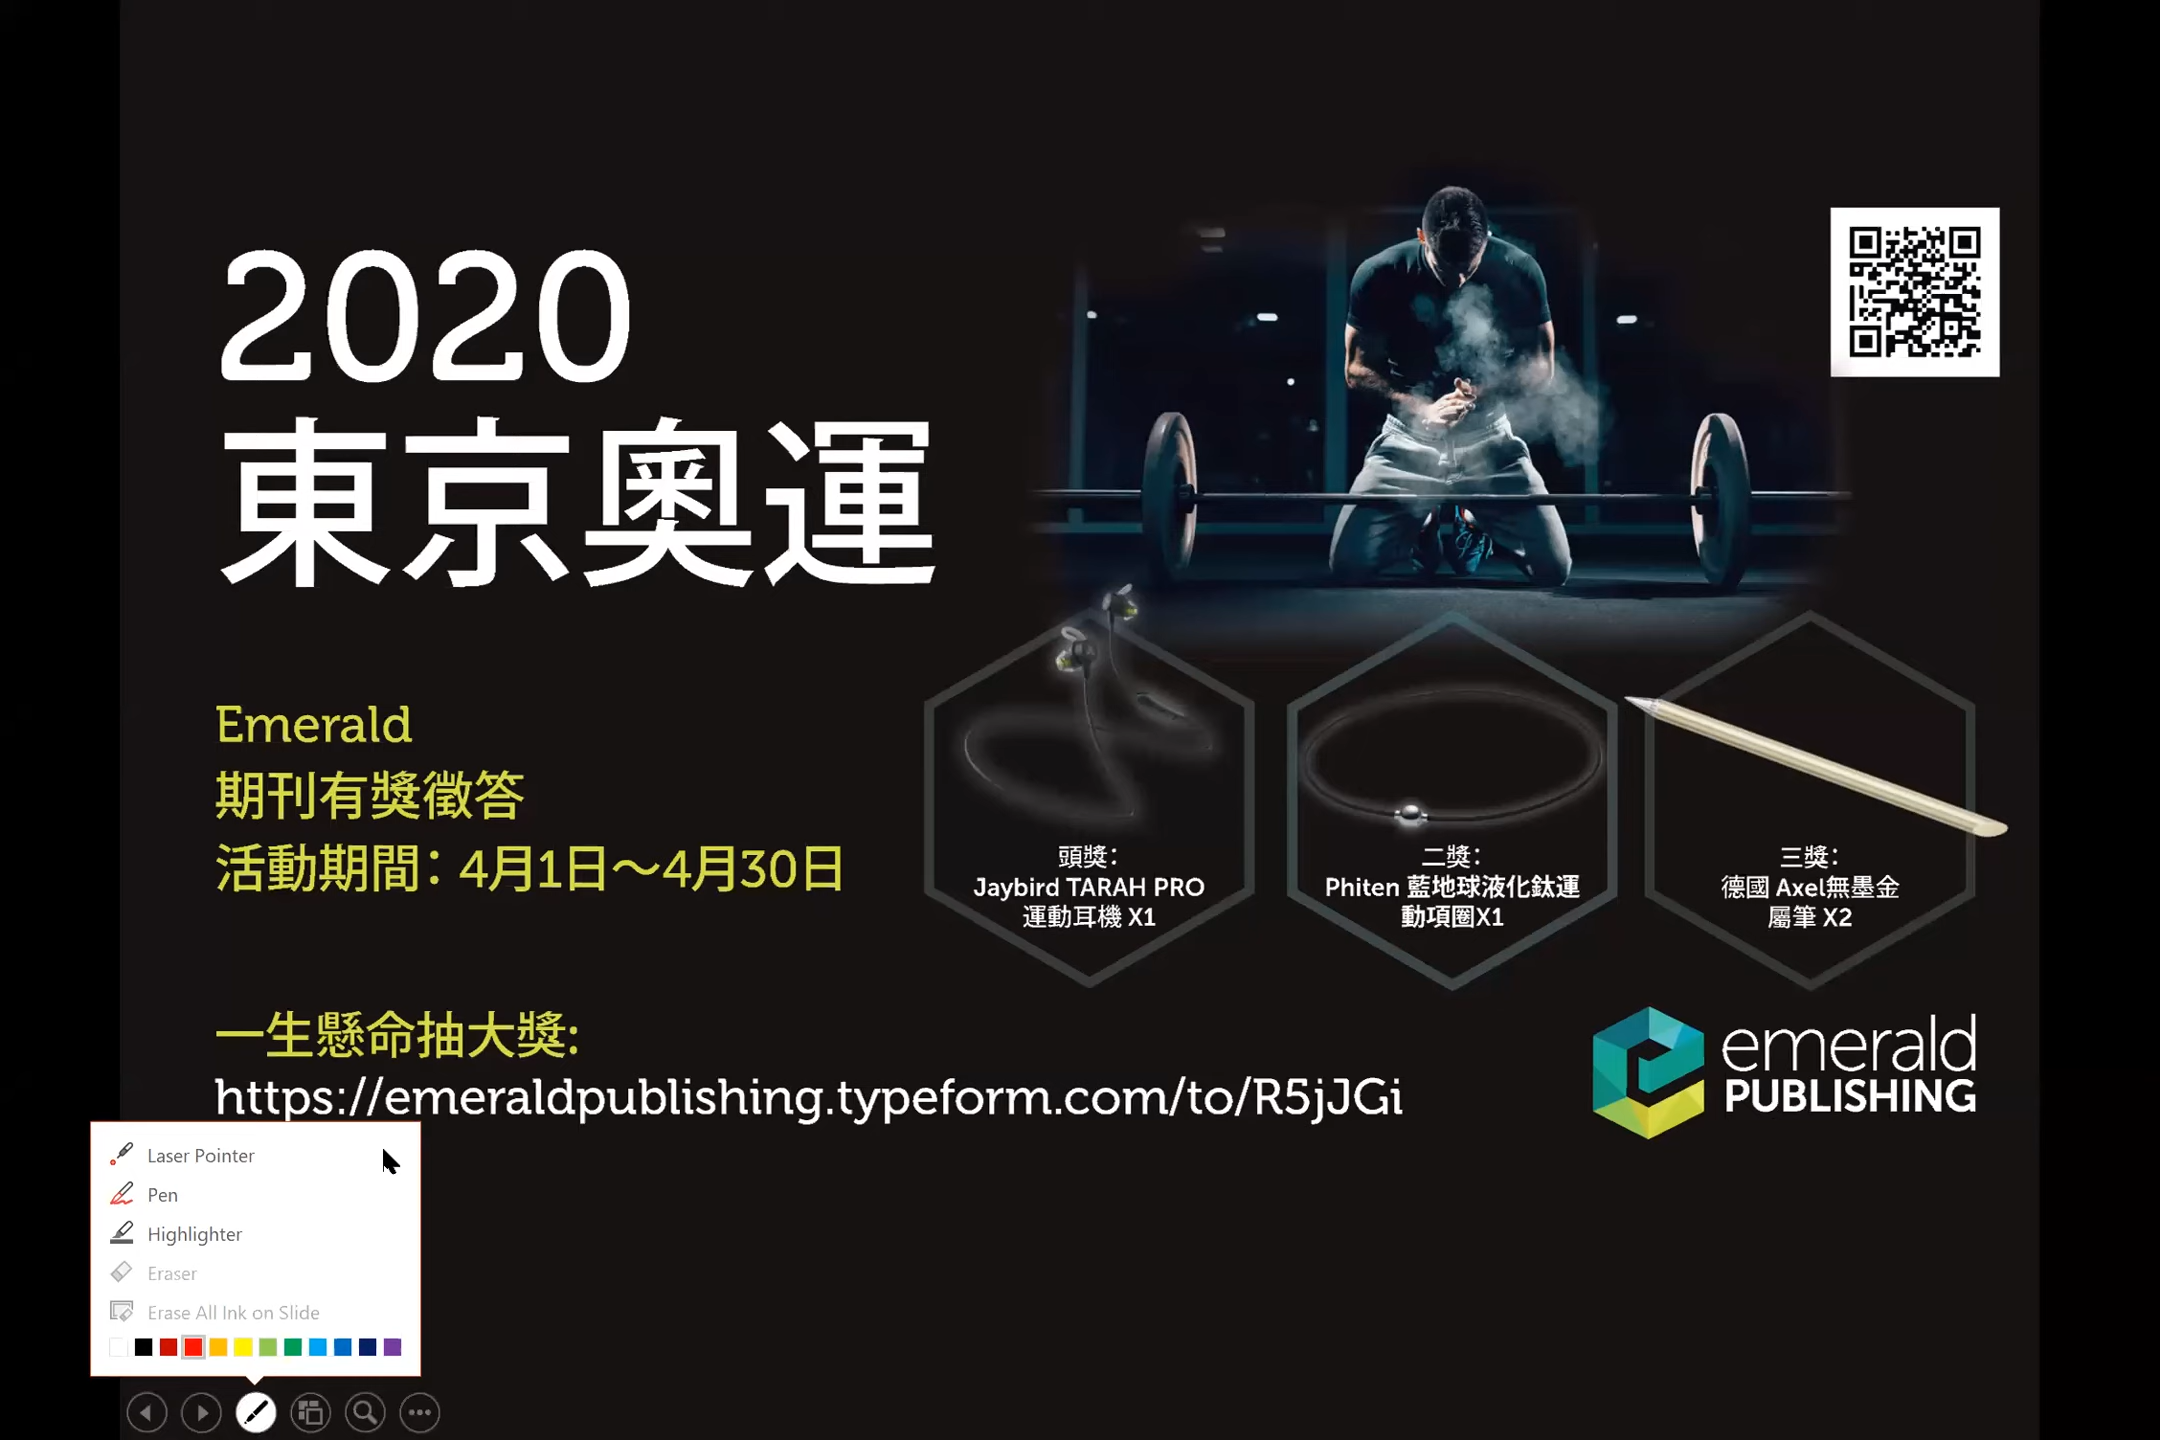 2020
東京奧運
Emerald
期刊有獎徵答
活動期間：4月1日～4月30日
頭獎：
Jaybird TARAH PRO
運動耳機 X1
二獎：
Phiten 藍地球液化鈦運
動項圈X1
三獎：
德國 Axel無墨金
屬筆 X2
一生懸命抽大獎:
https://emeraldpublishing.typeform.com/to/R5jJGi
emerald
PUBLISHING
Laser Pointer
Pen
Highlighter
Eraser
Erase All Ink on Slide